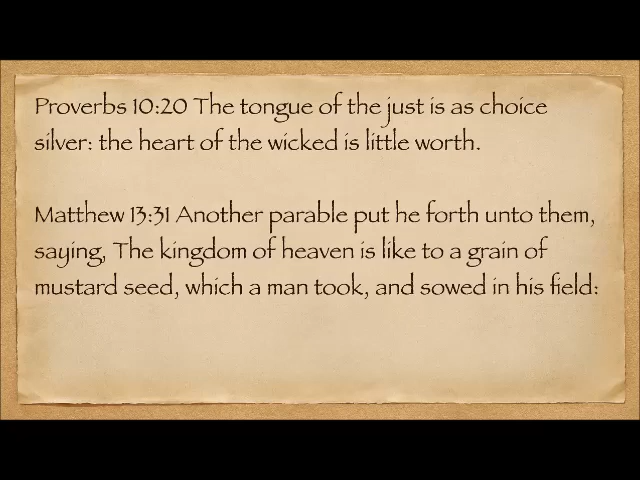 Proverbs 10:20 The tongue of the just is as choice
silver: the heart of the wicked is little worth.
Matthew 13:31 Another parable put he forth unto them,
saying, The kingdom of heaven is like to a grain of
mustard seed, which a man took, and sowed in his field: